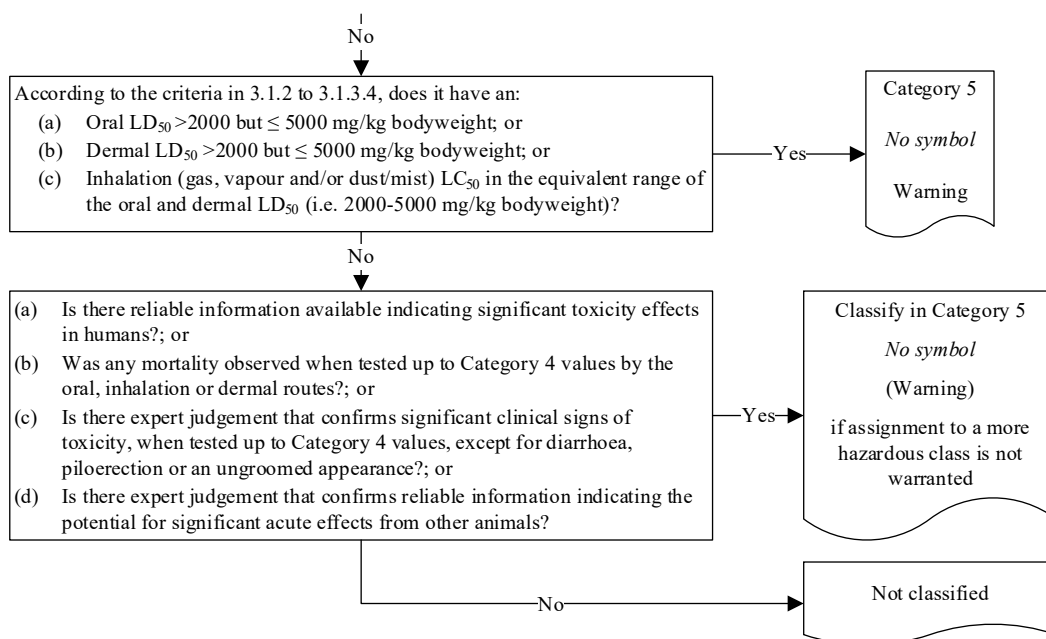 No
According to the criteria in 3.1.2 to 3.1.3.4, does it have an:
(a) Oral LD50 >2000 but ≤ 5000 mg/kg bodyweight; or
(b) Dermal LD50 >2000 but ≤ 5000 mg/kg bodyweight; or
(c) Inhalation (gas, vapour and/or dust/mist) LC50 in the equivalent range of
the oral and dermal LD50 (i.e. 2000-5000 mg/kg bodyweight)?
Yes
Category 5
No symbol
Warning
No
(a) Is there reliable information available indicating significant toxicity effects
in humans?; or
(b) Was any mortality observed when tested up to Category 4 values by the
oral, inhalation or dermal routes?; or
(c) Is there expert judgement that confirms significant clinical signs of
toxicity, when tested up to Category 4 values, except for diarrhoea,
piloerection or an ungroomed appearance?; or
(d) Is there expert judgement that confirms reliable information indicating the
potential for significant acute effects from other animals?
Yes
Classify in Category 5
No symbol
(Warning)
if assignment to a more
hazardous class is not
warranted
No
Not classified